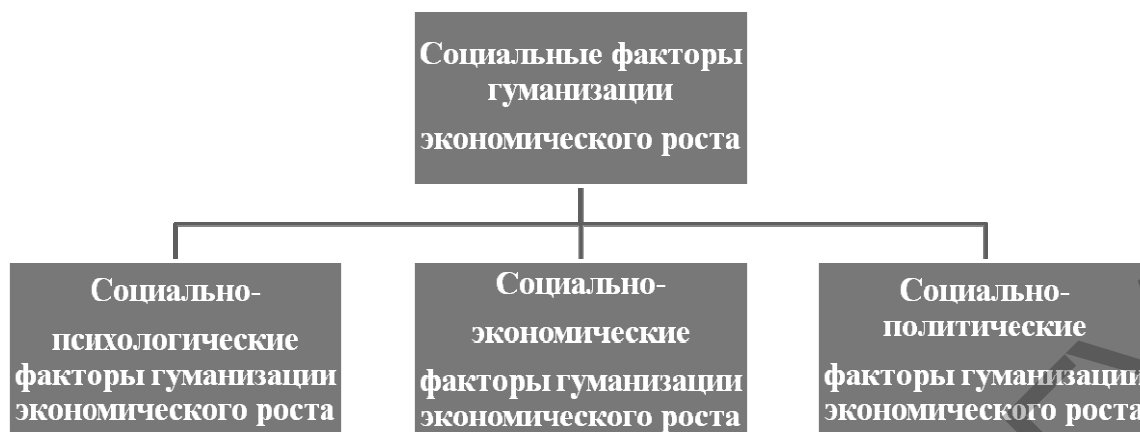 Социальные факторы
гуманизации
экономического роста
Социально-
психологические
факторы гуманизации
экономического роста
Социально-
экономические
факторы гуманизации
экономического роста
Социально-
политические
факторы гуманизации
экономического роста